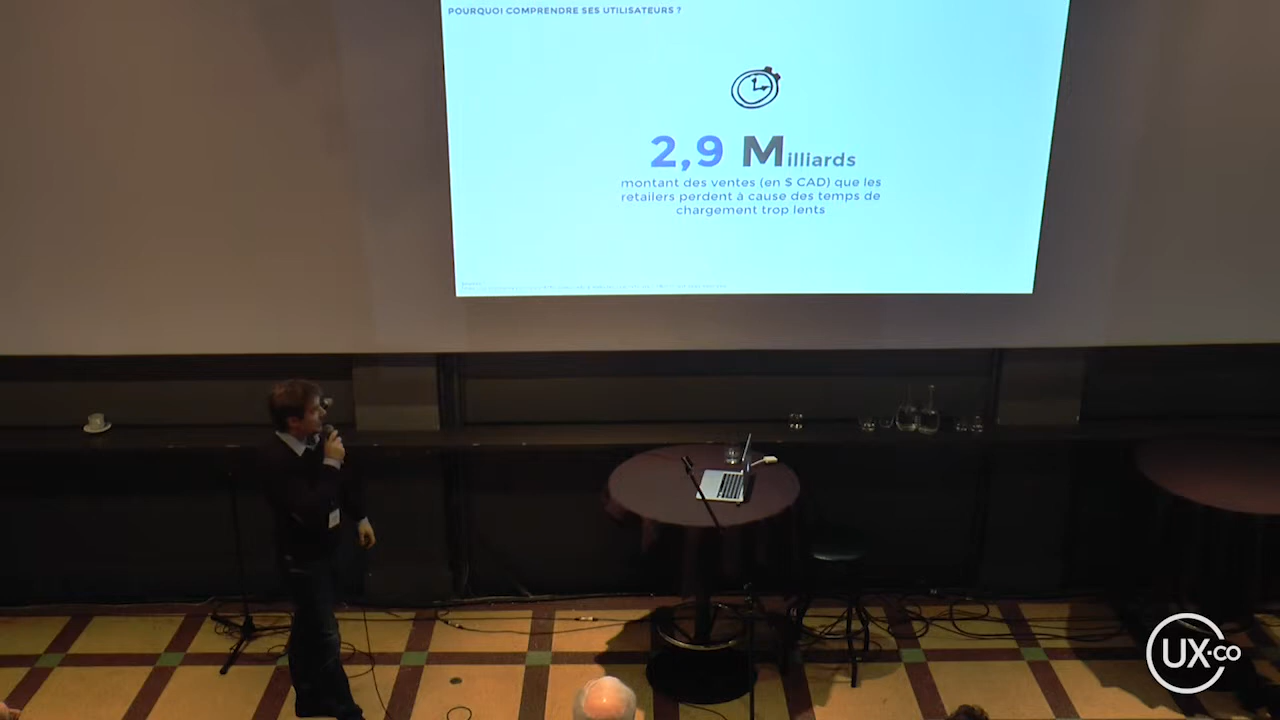 POURQUOI COMPRENDRE SES UTILISATEURS ?
2,9 Milliards
montant des ventes (en $ CAD) que les
retailers perdent à cause des temps de
chargement trop lents
UX-co